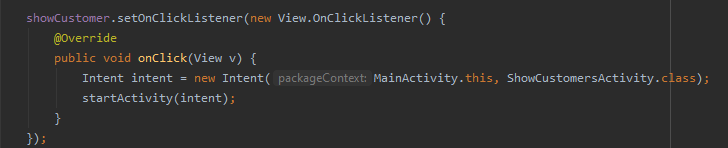 showCustomer.setOnClickListener(new View.OnClickListener() {
@Override
public void onClick(View v) {
Intent intent = new Intent( packageContext: MainActivity.this, ShowCustomersActivity.class);
startActivity(intent);
}
});